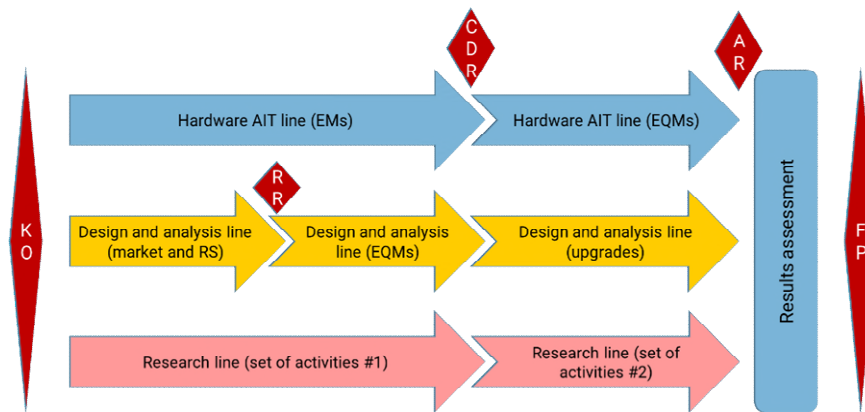 C
D
R
A
R
Hardware AIT line (EMs)
Hardware AIT line (EQMs)
R
R
K
O
Design and analysis line
(market and RS)
Design and analysis
line (EQMs)
Design and analysis line
(upgrades)
Research line (set of activities #1)
Research line (set of
activities #2)
Results assessment
F
P